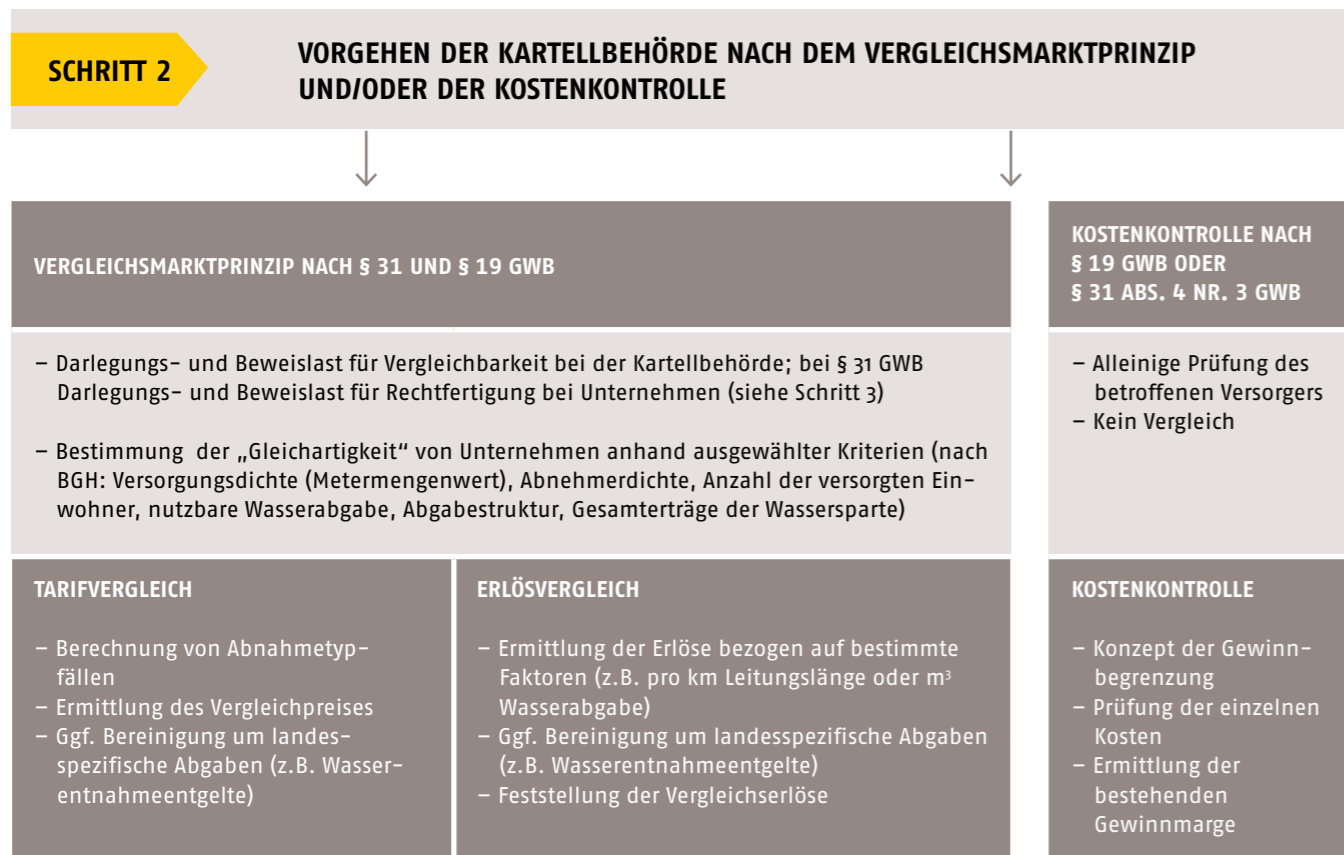 SCHRITT 2
VORGEHEN DER KARTELLBEHÖRDE NACH DEM VERGLEICHSMARKTPRINZIP
UND/ODER DER KOSTENKONTROLLE
VERGLEICHSMARKTPRINZIP NACH § 31 UND § 19 GWB
– Darlegungs- und Beweislast für Vergleichbarkeit bei der Kartellbehörde; bei § 31 GWB
Darlegungs- und Beweislast für Rechtfertigung bei Unternehmen (siehe Schritt 3)
– Bestimmung der „Gleichartigkeit“ von Unternehmen anhand ausgewählter Kriterien (nach
BGH: Versorgungsdichte (Metermengenwert), Abnehmerdichte, Anzahl der versorgten Ein-
wohner, nutzbare Wasserabgabe, Abgabestruktur, Gesamterträge der Wassersparte)
TARIFVERGLEICH
– Berechnung von Abnahmetyp-
fällen
– Ermittlung des Vergleichpreises
– Ggf. Bereinigung um landes-
spezifische Abgaben (z.B. Wasser-
entnahmeentgelte)
ERLÖSVERGLEICH
– Ermittlung der Erlöse bezogen auf bestimmte
Faktoren (z.B. pro km Leitungslänge oder m³
Wasserabgabe)
– Ggf. Bereinigung um landesspezifische Abgaben
(z.B. Wasserentnahmeentgelte)
– Feststellung der Vergleichserlöse
KOSTENKONTROLLE NACH
§ 19 GWB ODER
§ 31 ABS. 4 NR. 3 GWB
– Alleinige Prüfung des
betroffenen Versorgers
– Kein Vergleich
KOSTENKONTROLLE
– Konzept der Gewinn-
begrenzung
– Prüfung der einzelnen
Kosten
– Ermittlung der
bestehenden
Gewinnmarge